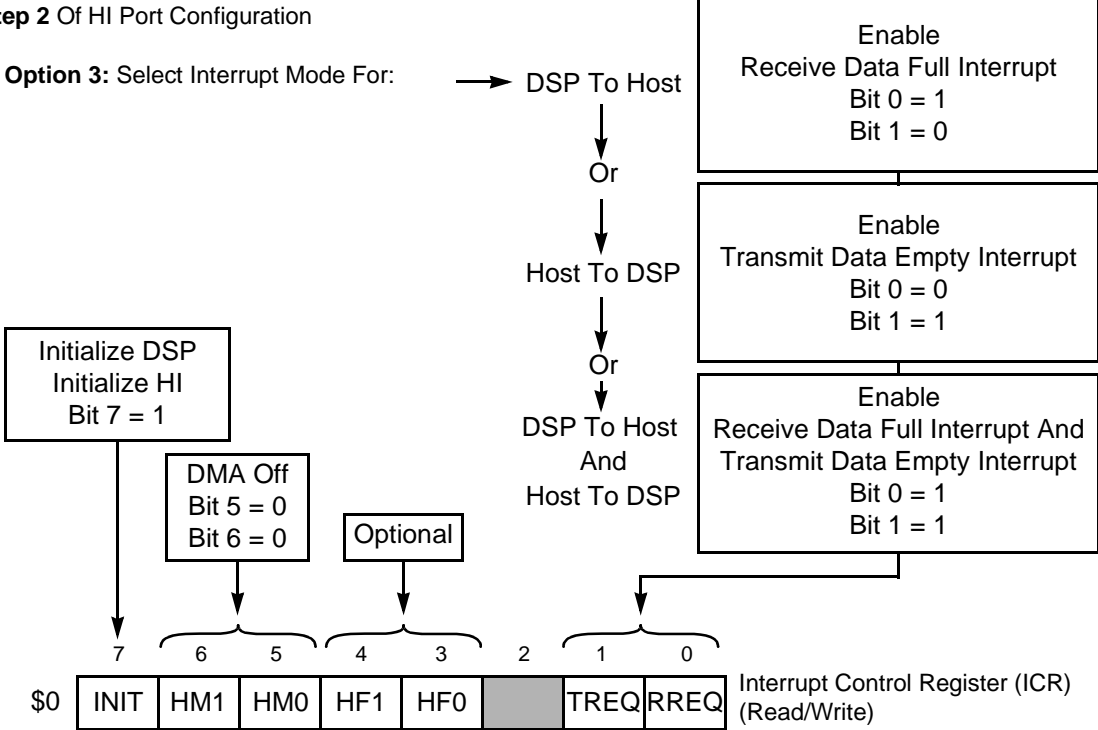 tep 2 Of HI Port Configuration
Option 3: Select Interrupt Mode For:
DSP To Host
Or
Host To DSP
Or
DSP To Host
And
Host To DSP
Enable
Receive Data Full Interrupt
Bit 0 = 1
Bit 1 = 0
Enable
Transmit Data Empty Interrupt
Bit 0 = 0
Bit 1 = 1
Enable
Receive Data Full Interrupt And
Transmit Data Empty Interrupt
Bit 0 = 1
Bit 1 = 1
Initialize DSP
Initialize HI
Bit 7 = 1
DMA Off
Bit 5 = 0
Bit 6 = 0
Optional
7 6 5 4 3 2 1 0
$0 INIT HM1 HM0 HF1 HF0 TREQ RREQ
Interrupt Control Register (ICR)
(Read/Write)